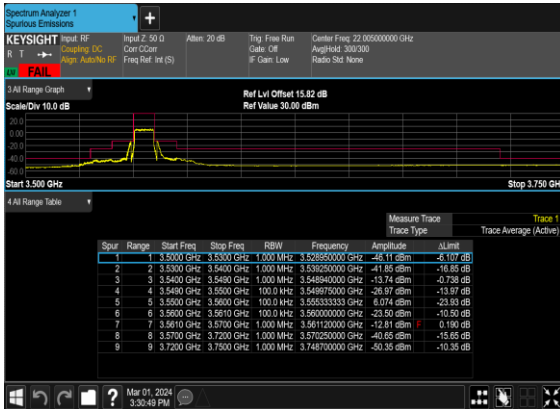 Spectrum Analyzer 1
Spurious Emissions
+
KEYSIGHT Input: RF Input Z: 50 Ω Atten: 20 dB Trig: Free Run Center Freq: 22.005000000 GHz
R T Coupling: DC Corr CCorr Gate: Off Avg|Hold: 300/300
Align: Auto/No RF Freq Ref: Int (S) IF Gain: Low Radio Std: None
LV FAIL
3 All Range Graph Ref Lvl Offset 15.82 dB
Scale/Div 10.0 dB Ref Value 30.00 dBm
20.0
0.00
-20.0
-40.0
-60.0
Start 3.500 GHz Stop 3.750 GH
4 All Range Table
Measure Trace Trace 1
Trace Type Trace Average (Active)
Spur Range Start Freq Stop Freq RBW Frequency Amplitude ΔLimit
1 1 3.5000 GHz 3.5300 GHz 1.000 MHz 3.528950000 GHz -46.11 dBm -6.107 dB
2 2 3.5300 GHz 3.5400 GHz 1.000 MHz 3.539250000 GHz -41.85 dBm -16.85 dB
3 3 3.5400 GHz 3.5490 GHz 1.000 MHz 3.548940000 GHz -13.74 dBm -0.738 dB
4 4 3.5490 GHz 3.5500 GHz 100.0 kHz 3.549975000 GHz -26.97 dBm -13.97 dB
5 5 3.5500 GHz 3.5600 GHz 100.0 kHz 3.555333333 GHz 6.074 dBm -23.93 dB
6 6 3.5600 GHz 3.5610 GHz 100.0 kHz 3.560000000 GHz -23.50 dBm -10.50 dB
7 7 3.5610 GHz 3.5700 GHz 1.000 MHz 3.561120000 GHz -12.81 dBm F 0.190 dB
8 8 3.5700 GHz 3.7200 GHz 1.000 MHz 3.570250000 GHz -40.65 dBm -15.65 dB
9 9 3.7200 GHz 3.7500 GHz 1.000 MHz 3.748700000 GHz -50.35 dBm -10.35 dB
? Mar 01, 2024
3:30:49 PM